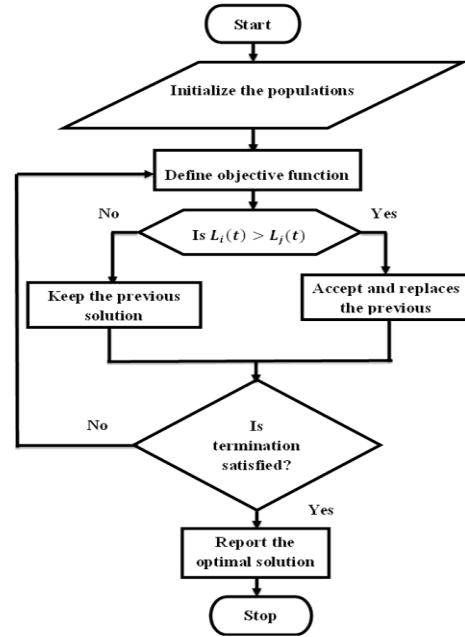 Start
Initialize the populations
Define objective function
No
Yes
Is L_i(t) > L_j(t)
Keep the previous
solution
Accept and replaces
the previous
No
Is
termination
satisfied?
Yes
Report the
optimal solution
Stop